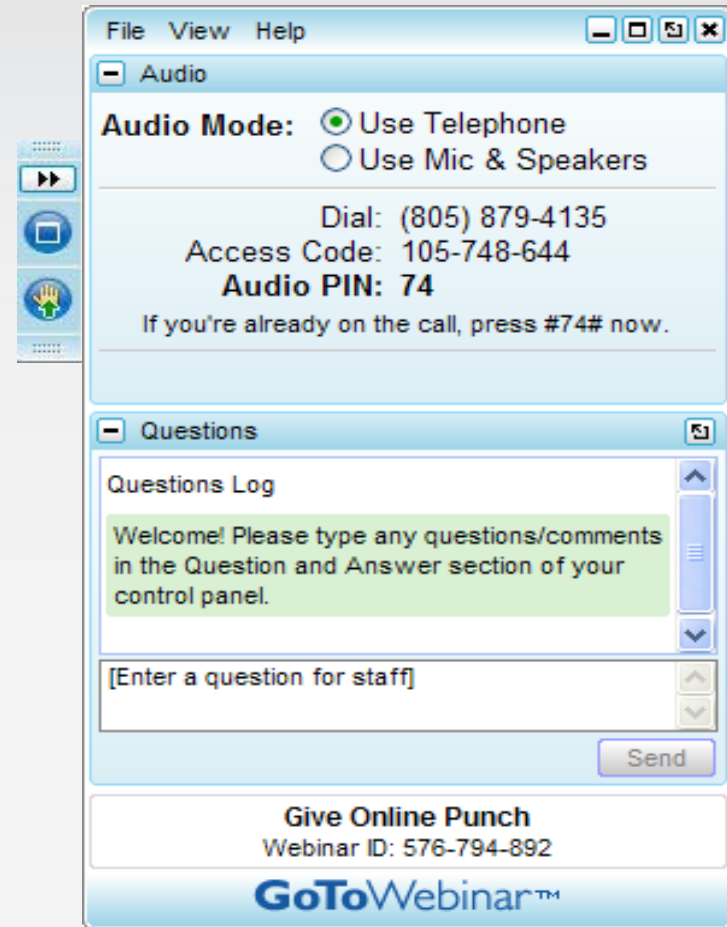 File View Help
Audio
Audio Mode: Use Telephone
Use Mic & Speakers
Dial: (805) 879-4135
Access Code: 105-748-644
Audio PIN: 74
If you're already on the call, press #74# now.
Questions
Questions Log
Welcome! Please type any questions/comments
in the Question and Answer section of your
control panel.
[Enter a question for staff]
Send
Give Online Punch
Webinar ID: 576-794-892
GoToWebinar™